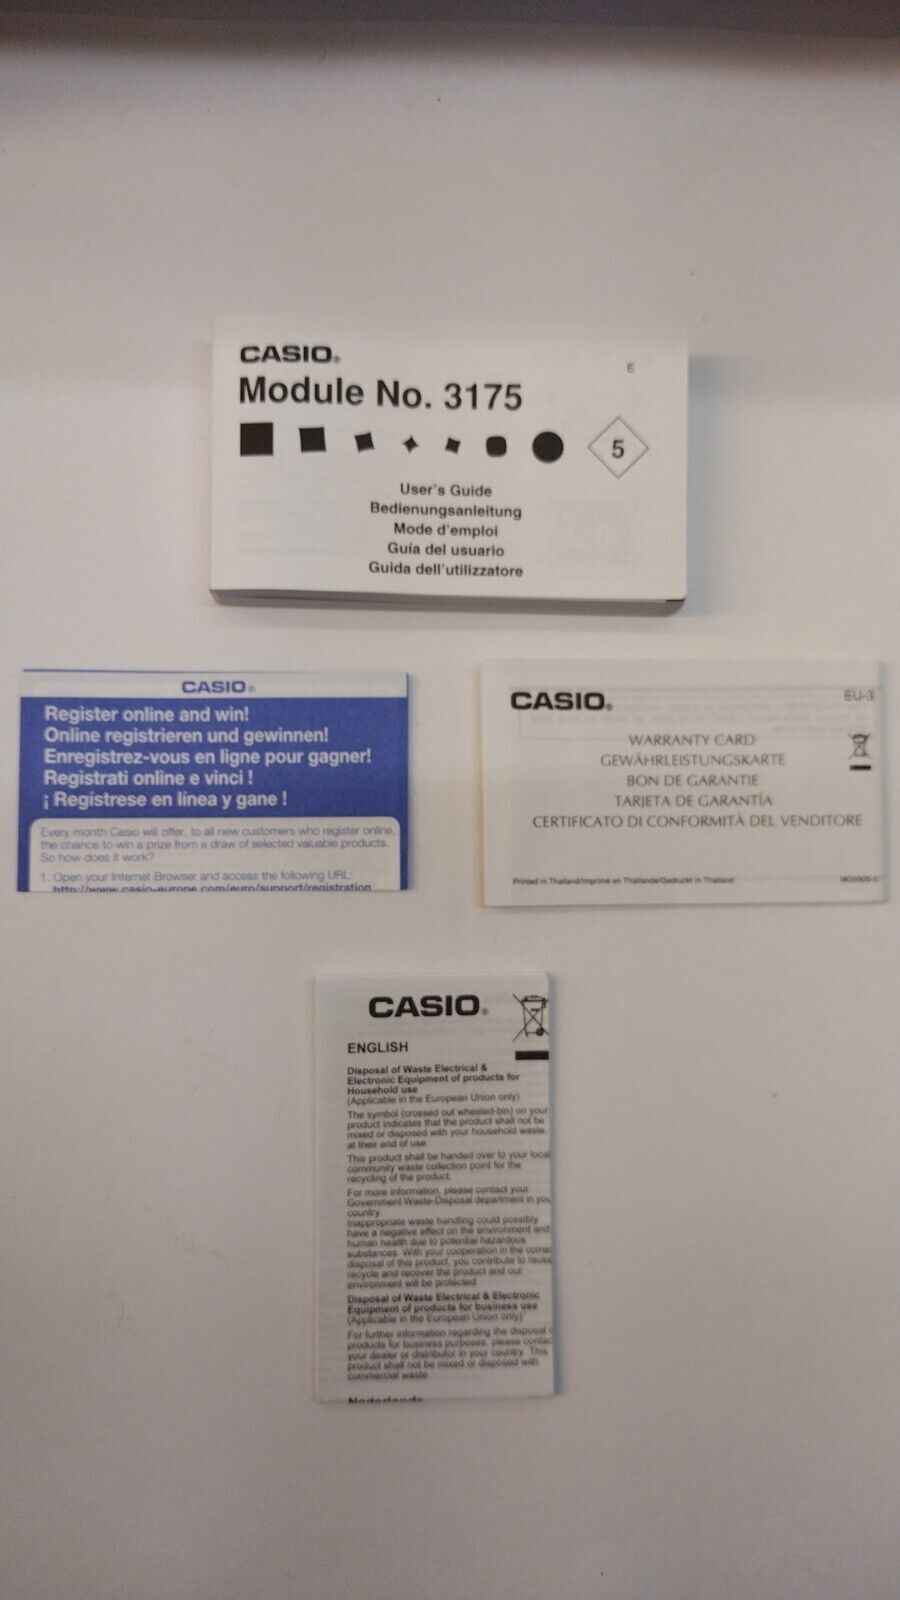 CASIO®
E
Module No. 3175
5
User's Guide
Bedienungsanleitung
Mode d'emploi
Guía del usuario
Guida dell'utilizzatore
CASIO®
Register online and win!
Online registrieren und gewinnen!
Enregistrez-vous en ligne pour gagner!
Registrati online e vinci !
¡ Regístrese en línea y gane !
Every month Casio will offer, to all new customers who register online,
the chance to win a prize from a draw of selected valuable products.
So how does it work?
1. Open your Internet Browser and access the following URL:
http://www.casio-europe.com/euro/support/registration
CASIO®
EU-3
WARRANTY CARD
GEWÄHRLEISTUNGSKARTE
BON DE GARANTIE
TARJETA DE GARANTÍA
CERTIFICATO DI CONFORMITÀ DEL VENDITORE
Printed in Thailand/Imprimé en Thaïlande/Gedruckt in Thailand
CASIO®
ENGLISH
Disposal of Waste Electrical &
Electronic Equipment of products for
Household use
(Applicable in the European Union only)
The symbol (crossed out wheeled-bin) on your
product indicates that the product shall not be
mixed or disposed with your household waste,
at their end of use.
This product shall be handed over to your local
community waste collection point for the
recycling of the product.
For more information, please contact your
Government Waste-Disposal department in you
country.
Inappropriate waste handling could possibly
have a negative effect on the environment and
human health due to potential hazardous
substances. With your cooperation in the correc
disposal of this product, you contribute to reuse
recycle and recover the product and our
environment will be protected.
Disposal of Waste Electrical & Electronic
Equipment of products for business use
(Applicable in the European Union only)
For further information regarding the disposal o
products for business purposes, please contac
your dealer or distributor in your country. This
product shall not be mixed or disposed with
commercial waste.
Nederlands